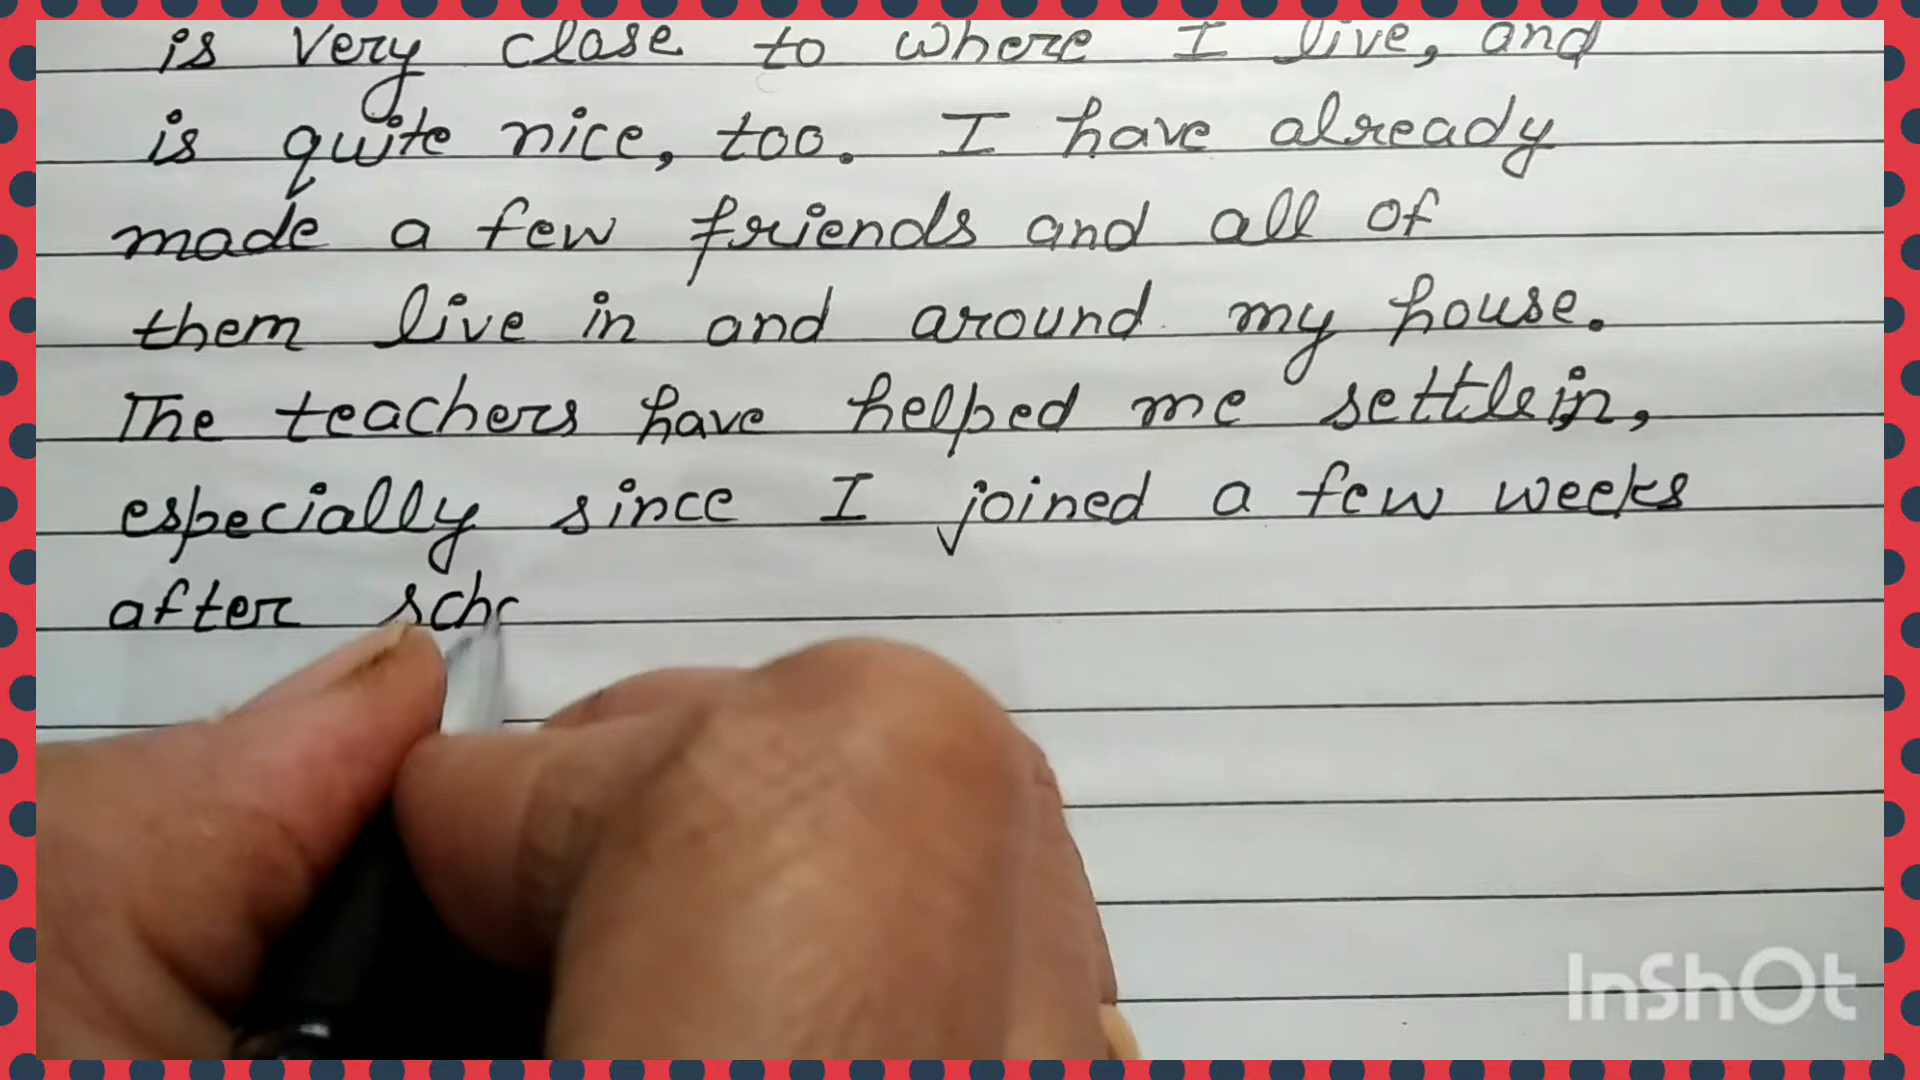 is very close to where I live, and
is quite nice, too. I have already
made a few friends and all of
them live in and around my house.
The teachers have helped me settle in,
especially since I joined a few weeks
after scho
InShOt